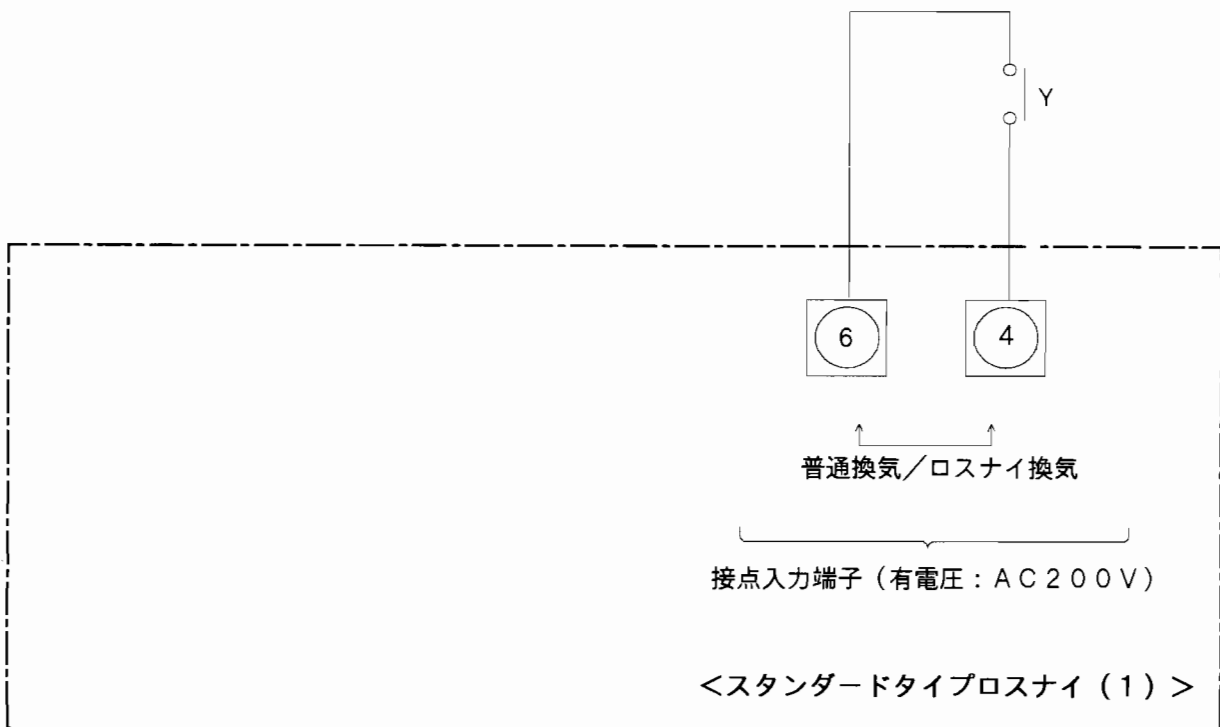 Y
6
4
普通換気／ロスナイ換気
接点入力端子（有電圧：ＡＣ２００Ｖ）
＜スタンダードタイプロスナイ（１）＞